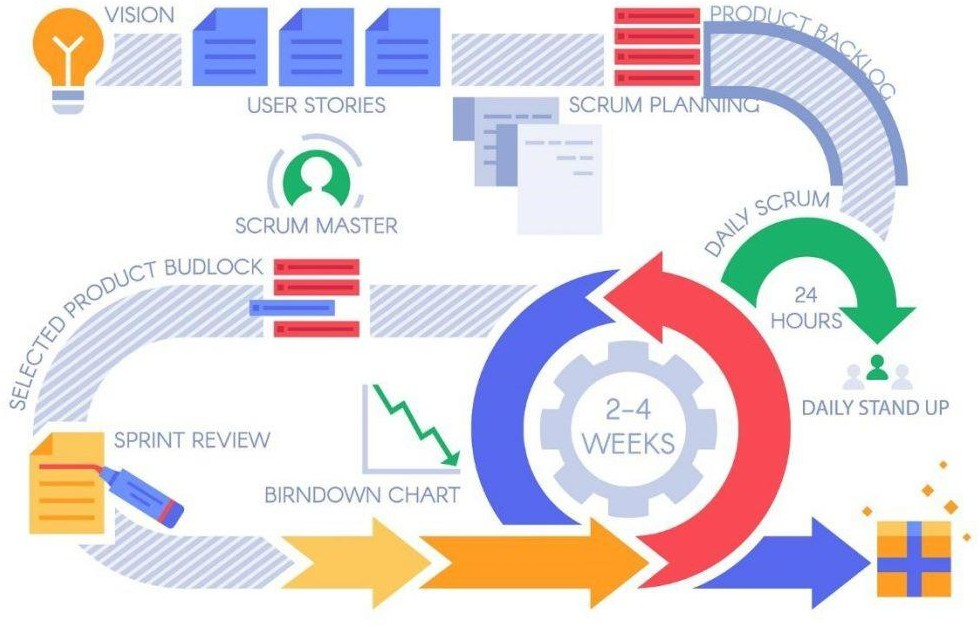 VISION
USER STORIES
SCRUM PLANNING
PRODUCT BACKLOG
SCRUM MASTER
DAILY SCRUM
24
HOURS
DAILY STAND UP
SELECTED PRODUCT BUDLOCK
2-4
WEEKS
SPRINT REVIEW
BIRNDOWN CHART